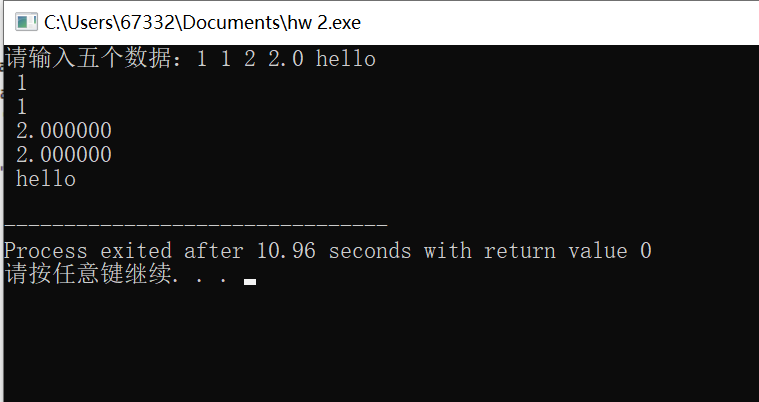 C:\Users\67332\Documents\hw 2.exe
请输入五个数据：1 1 2 2.0 hello
1
1
2.000000
2.000000
hello
--------------------------------
Process exited after 10.96 seconds with return value 0
请按任意键继续. . .